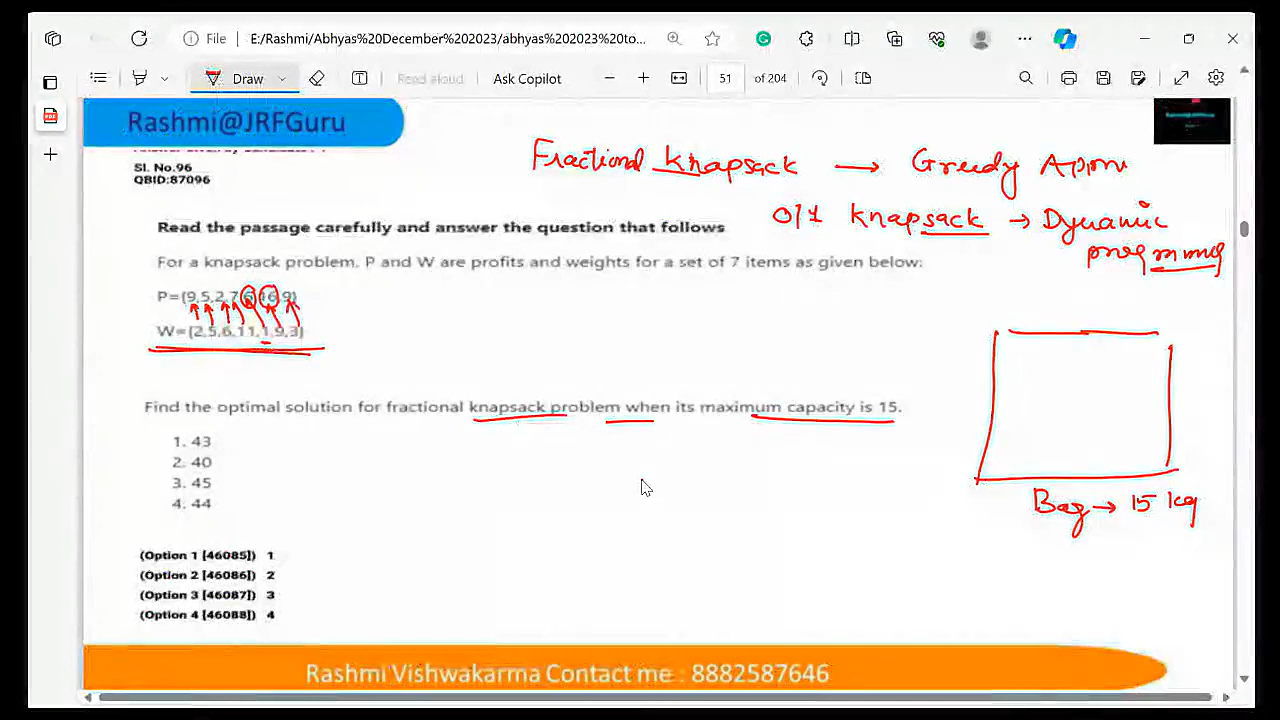 File E:/Rashmi/Abhyas%20December%202023/abhyas%202023%20to...
Draw Read aloud Ask Copilot 51 of 204
Rashmi@JRFGuru
Sl. No.96
QBID:87096
Fractional Knapsack → Greedy
0/1 Knapsack → Dynamic
Read the passage carefully and answer the question that follows
For a knapsack problem, P and W are profits and weights for a set of 7 items as given below:
P={9,5,2,7,6,16,9}
W={2,5,6,11,1,9,3}
Find the optimal solution for fractional knapsack problem when its maximum capacity is 15.
1. 43
2. 40
3. 45
4. 44
Bag → 15 kg
(Option 1 [46085]) 1
(Option 2 [46086]) 2
(Option 3 [46087]) 3
(Option 4 [46088]) 4
Rashmi Vishwakarma Contact me : 8882587646